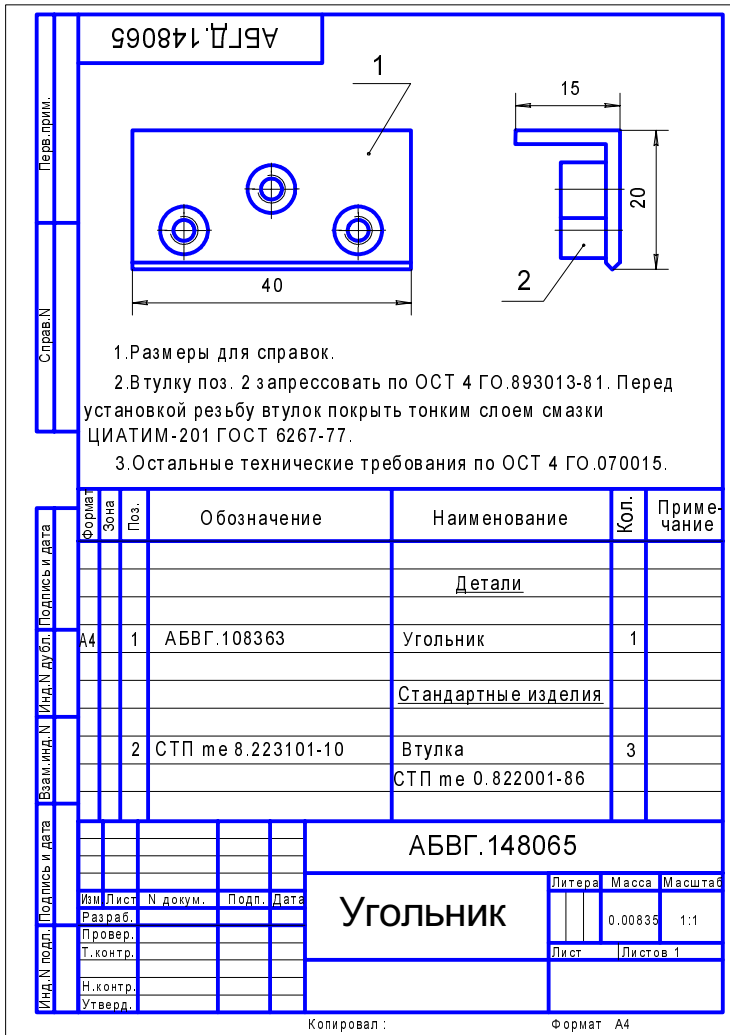 АБГД.148065
1
15
20
2
40
1.Размеры для справок.
2.Втулку поз. 2 запрессовать по ОСТ 4 ГО.893013-81. Перед
установкой резьбу втулок покрыть тонким слоем смазки
ЦИАТИМ-201 ГОСТ 6267-77.
3.Остальные технические требования по ОСТ 4 ГО.070015.
Перв.прим.
Справ.N
Подпись и дата
Инд.N дубл.
Взам.инд.N
Подпись и дата
Инд.N подл.
Формат Зона Поз. Обозначение Наименование Кол. Приме-
чание
Детали
А4 1 АБВГ.108363 Угольник 1
Стандартные изделия
2 СТП me 8.223101-10 Втулка 3
СТП me 0.822001-86
АБВГ.148065
Изм Лист N докум. Подп. Дата
Разраб.
Провер.
Т.контр.
Н.контр.
Утверд.
Угольник
Литера Масса Масштаб
0.00835 1:1
Лист Листов 1
Копировал : Формат А4